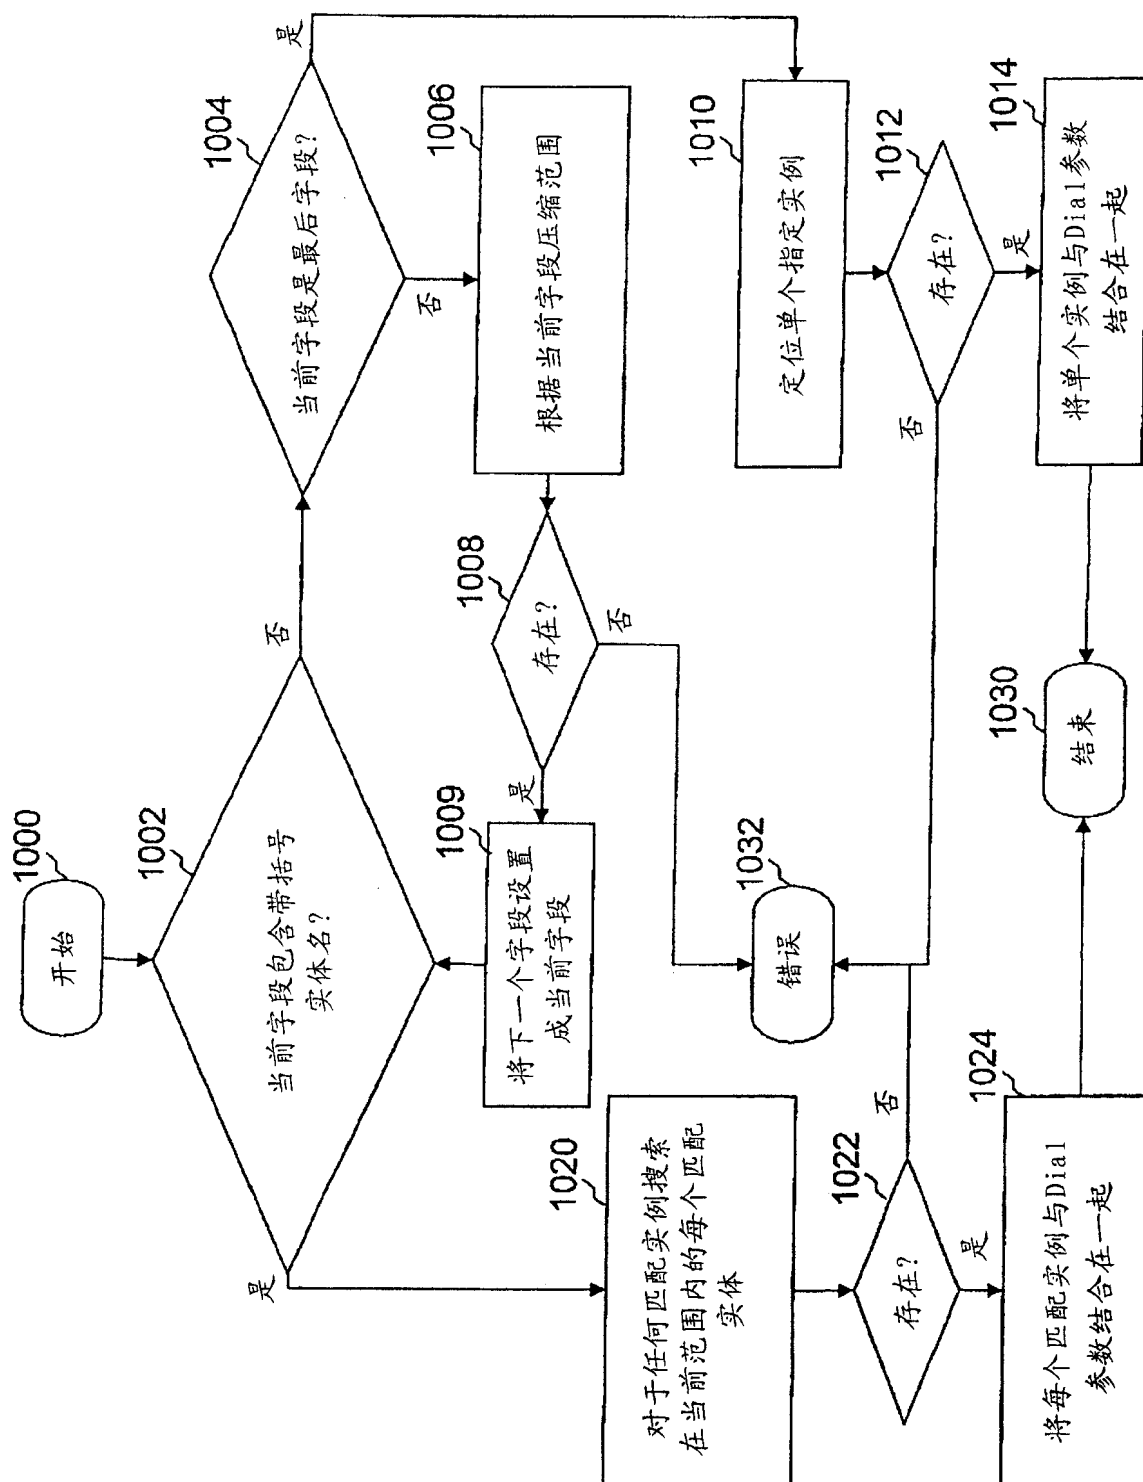 1000
开始
1002
当前字段包含带括号
实体名?
否
是
1004
当前字段是最后字段?
是
否
1006
根据当前字段压缩范围
1008
存在?
否
是
1009
将下一个字段设置
成当前字段
1010
定位单个指定实例
1012
存在?
否
是
1014
将单个实例与Dial参数
结合在一起
1020
对于任何匹配实例搜索
在当前范围内的每个匹配
实体
1022
存在?
否
是
1024
将每个匹配实例与Dial
参数结合在一起
1030
结束
1032
错误